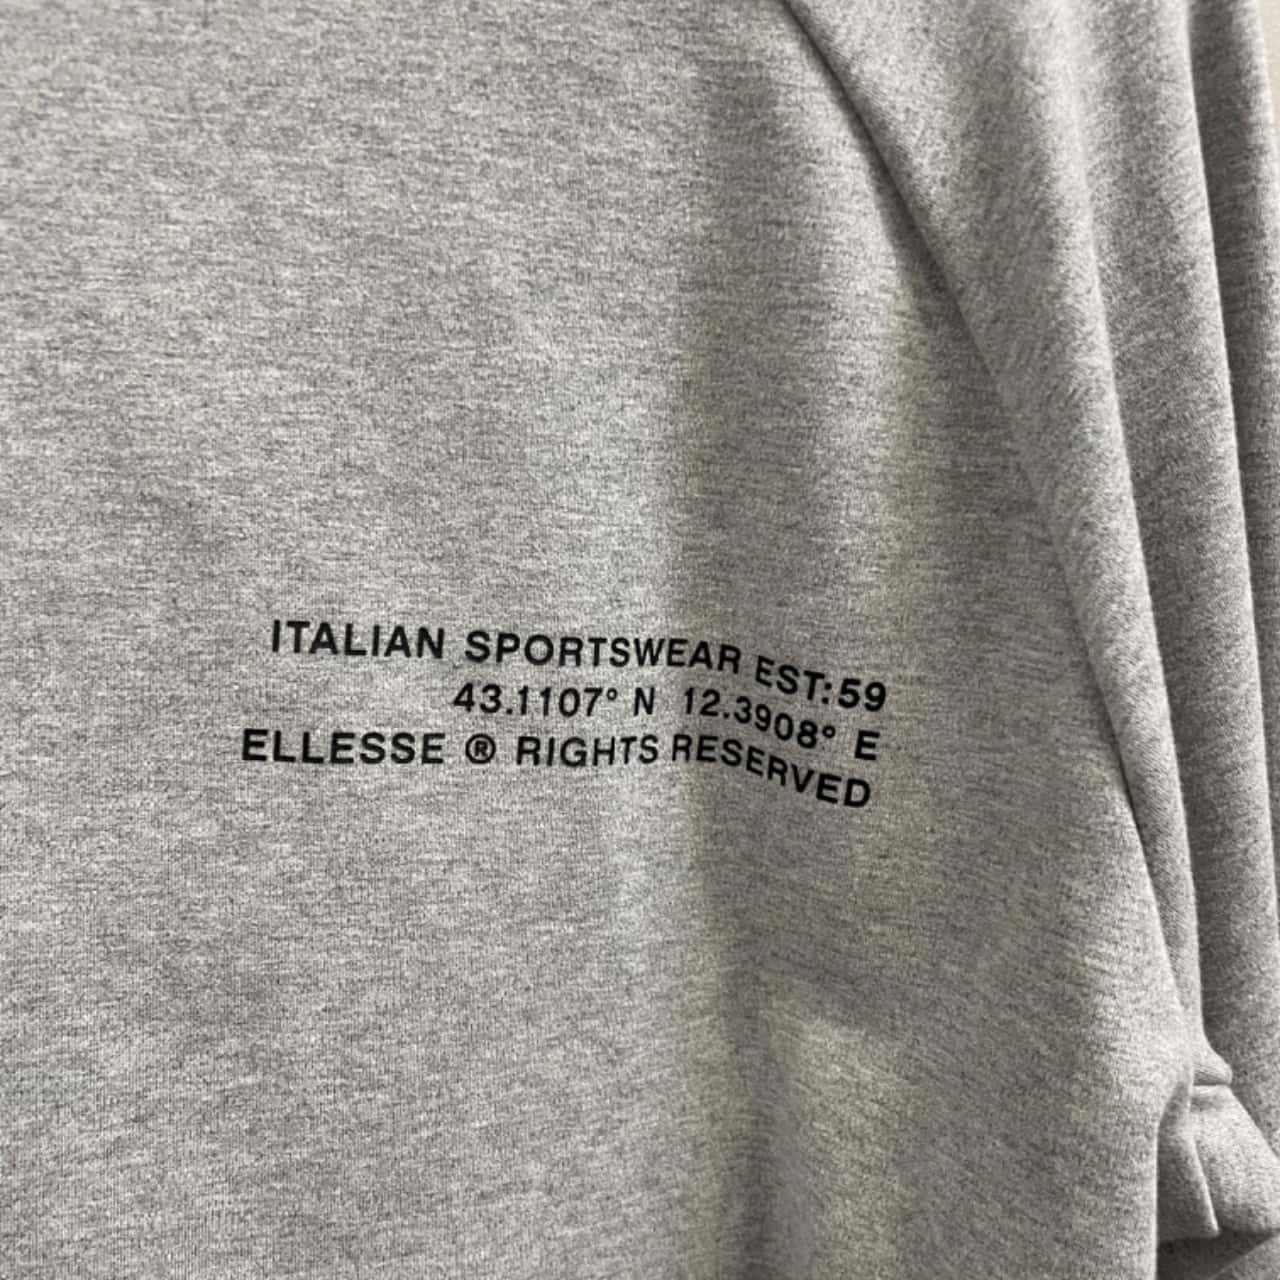 ITALIAN SPORTSWEAR EST:59
43.1107° N 12.3908° E
ELLESSE ® RIGHTS RESERVED